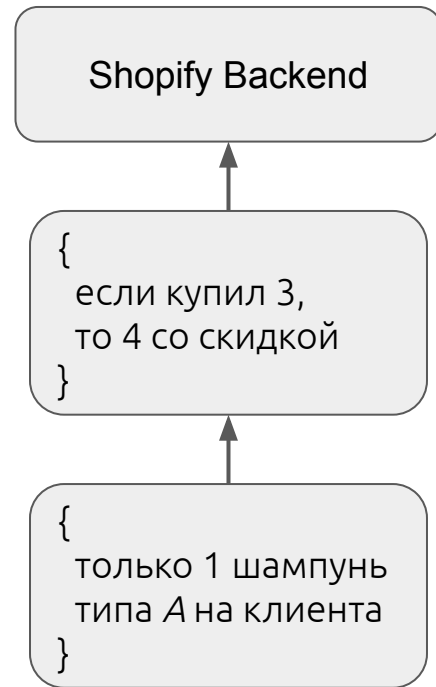 Shopify Backend
{
если купил 3,
то 4 со скидкой
}
{
только 1 шампунь
типа A на клиента
}